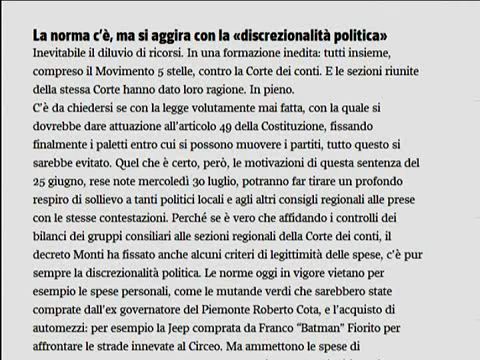 La norma c'è, ma si aggira con la «discrezionalità politica»
Inevitabile il diluvio di ricorsi. In una formazione inedita: tutti insieme,
compreso il Movimento 5 stelle, contro la Corte dei conti. E le sezioni riunite
della stessa Corte hanno dato loro ragione. In pieno.
C'è da chiedersi se con la legge volutamente mai fatta, con la quale si
dovrebbe dare attuazione all'articolo 49 della Costituzione, fissando
finalmente i paletti entro cui si possono muovere i partiti, tutto questo si
sarebbe evitato. Quel che è certo, però, le motivazioni di questa sentenza del
25 giugno, rese note mercoledì 30 luglio, potranno far tirare un profondo
respiro di sollievo a tanti politici locali e agli altri consigli regionali alle prese
con le stesse contestazioni. Perché se è vero che affidando i controlli dei
bilanci dei gruppi consiliari alle sezioni regionali della Corte dei conti, il
decreto Monti ha fissato anche alcuni criteri di legittimità delle spese, c'è pur
sempre la discrezionalità politica. Le norme oggi in vigore vietano per
esempio le spese personali, come le mutande verdi che sarebbero state
comprate dall'ex governatore del Piemonte Roberto Cota, e l'acquisto di
automezzi: per esempio la Jeep comprata da Franco "Batman" Fiorito per
affrontare le strade innevate al Circeo. Ma ammettono le spese di